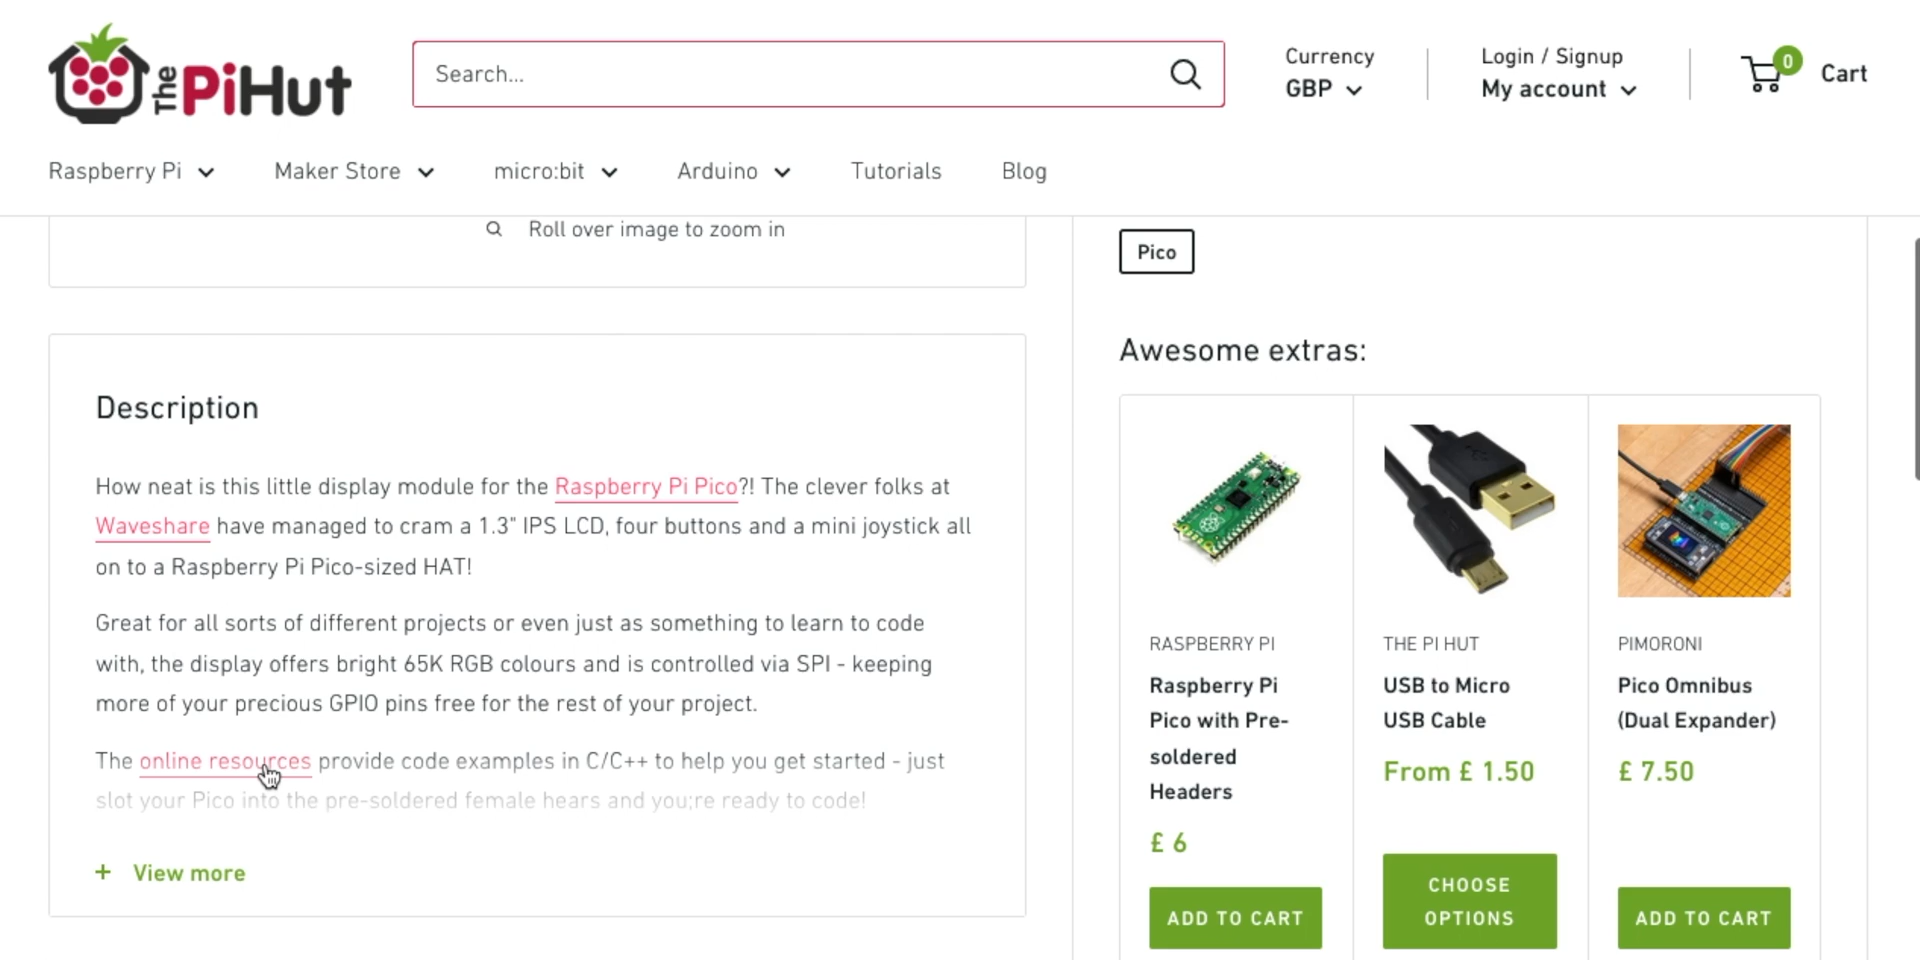 The PiHut
Search...
Currency
GBP
Login / Signup
My account
0
Cart
Raspberry Pi
Maker Store
micro:bit
Arduino
Tutorials
Blog
Roll over image to zoom in
Pico
Description
How neat is this little display module for the Raspberry Pi Pico?! The clever folks at
Waveshare have managed to cram a 1.3" IPS LCD, four buttons and a mini joystick all
on to a Raspberry Pi Pico-sized HAT!
Great for all sorts of different projects or even just as something to learn to code
with, the display offers bright 65K RGB colours and is controlled via SPI - keeping
more of your precious GPIO pins free for the rest of your project.
The online resources provide code examples in C/C++ to help you get started - just
slot your Pico into the pre-soldered female hears and you;re ready to code!
+ View more
Awesome extras:
RASPBERRY PI
Raspberry Pi
Pico with Pre-
soldered
Headers
£ 6
ADD TO CART
THE PI HUT
USB to Micro
USB Cable
From £ 1.50
CHOOSE
OPTIONS
PIMORONI
Pico Omnibus
(Dual Expander)
£ 7.50
ADD TO CART